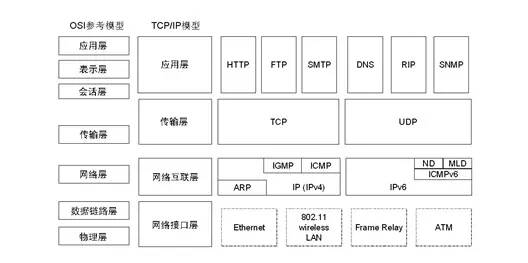 OSI参考模型 TCP/IP模型
应用层
表示层
会话层
应用层
HTTP FTP SMTP DNS RIP SNMP
传输层
传输层
TCP UDP
网络层
网络互联层
IGMP ICMP
ARP IP (IPv4)
ND MLD
ICMPv6
IPv6
数据链路层
物理层
网络接口层
Ethernet
802.11
wireless
LAN
Frame Relay
ATM